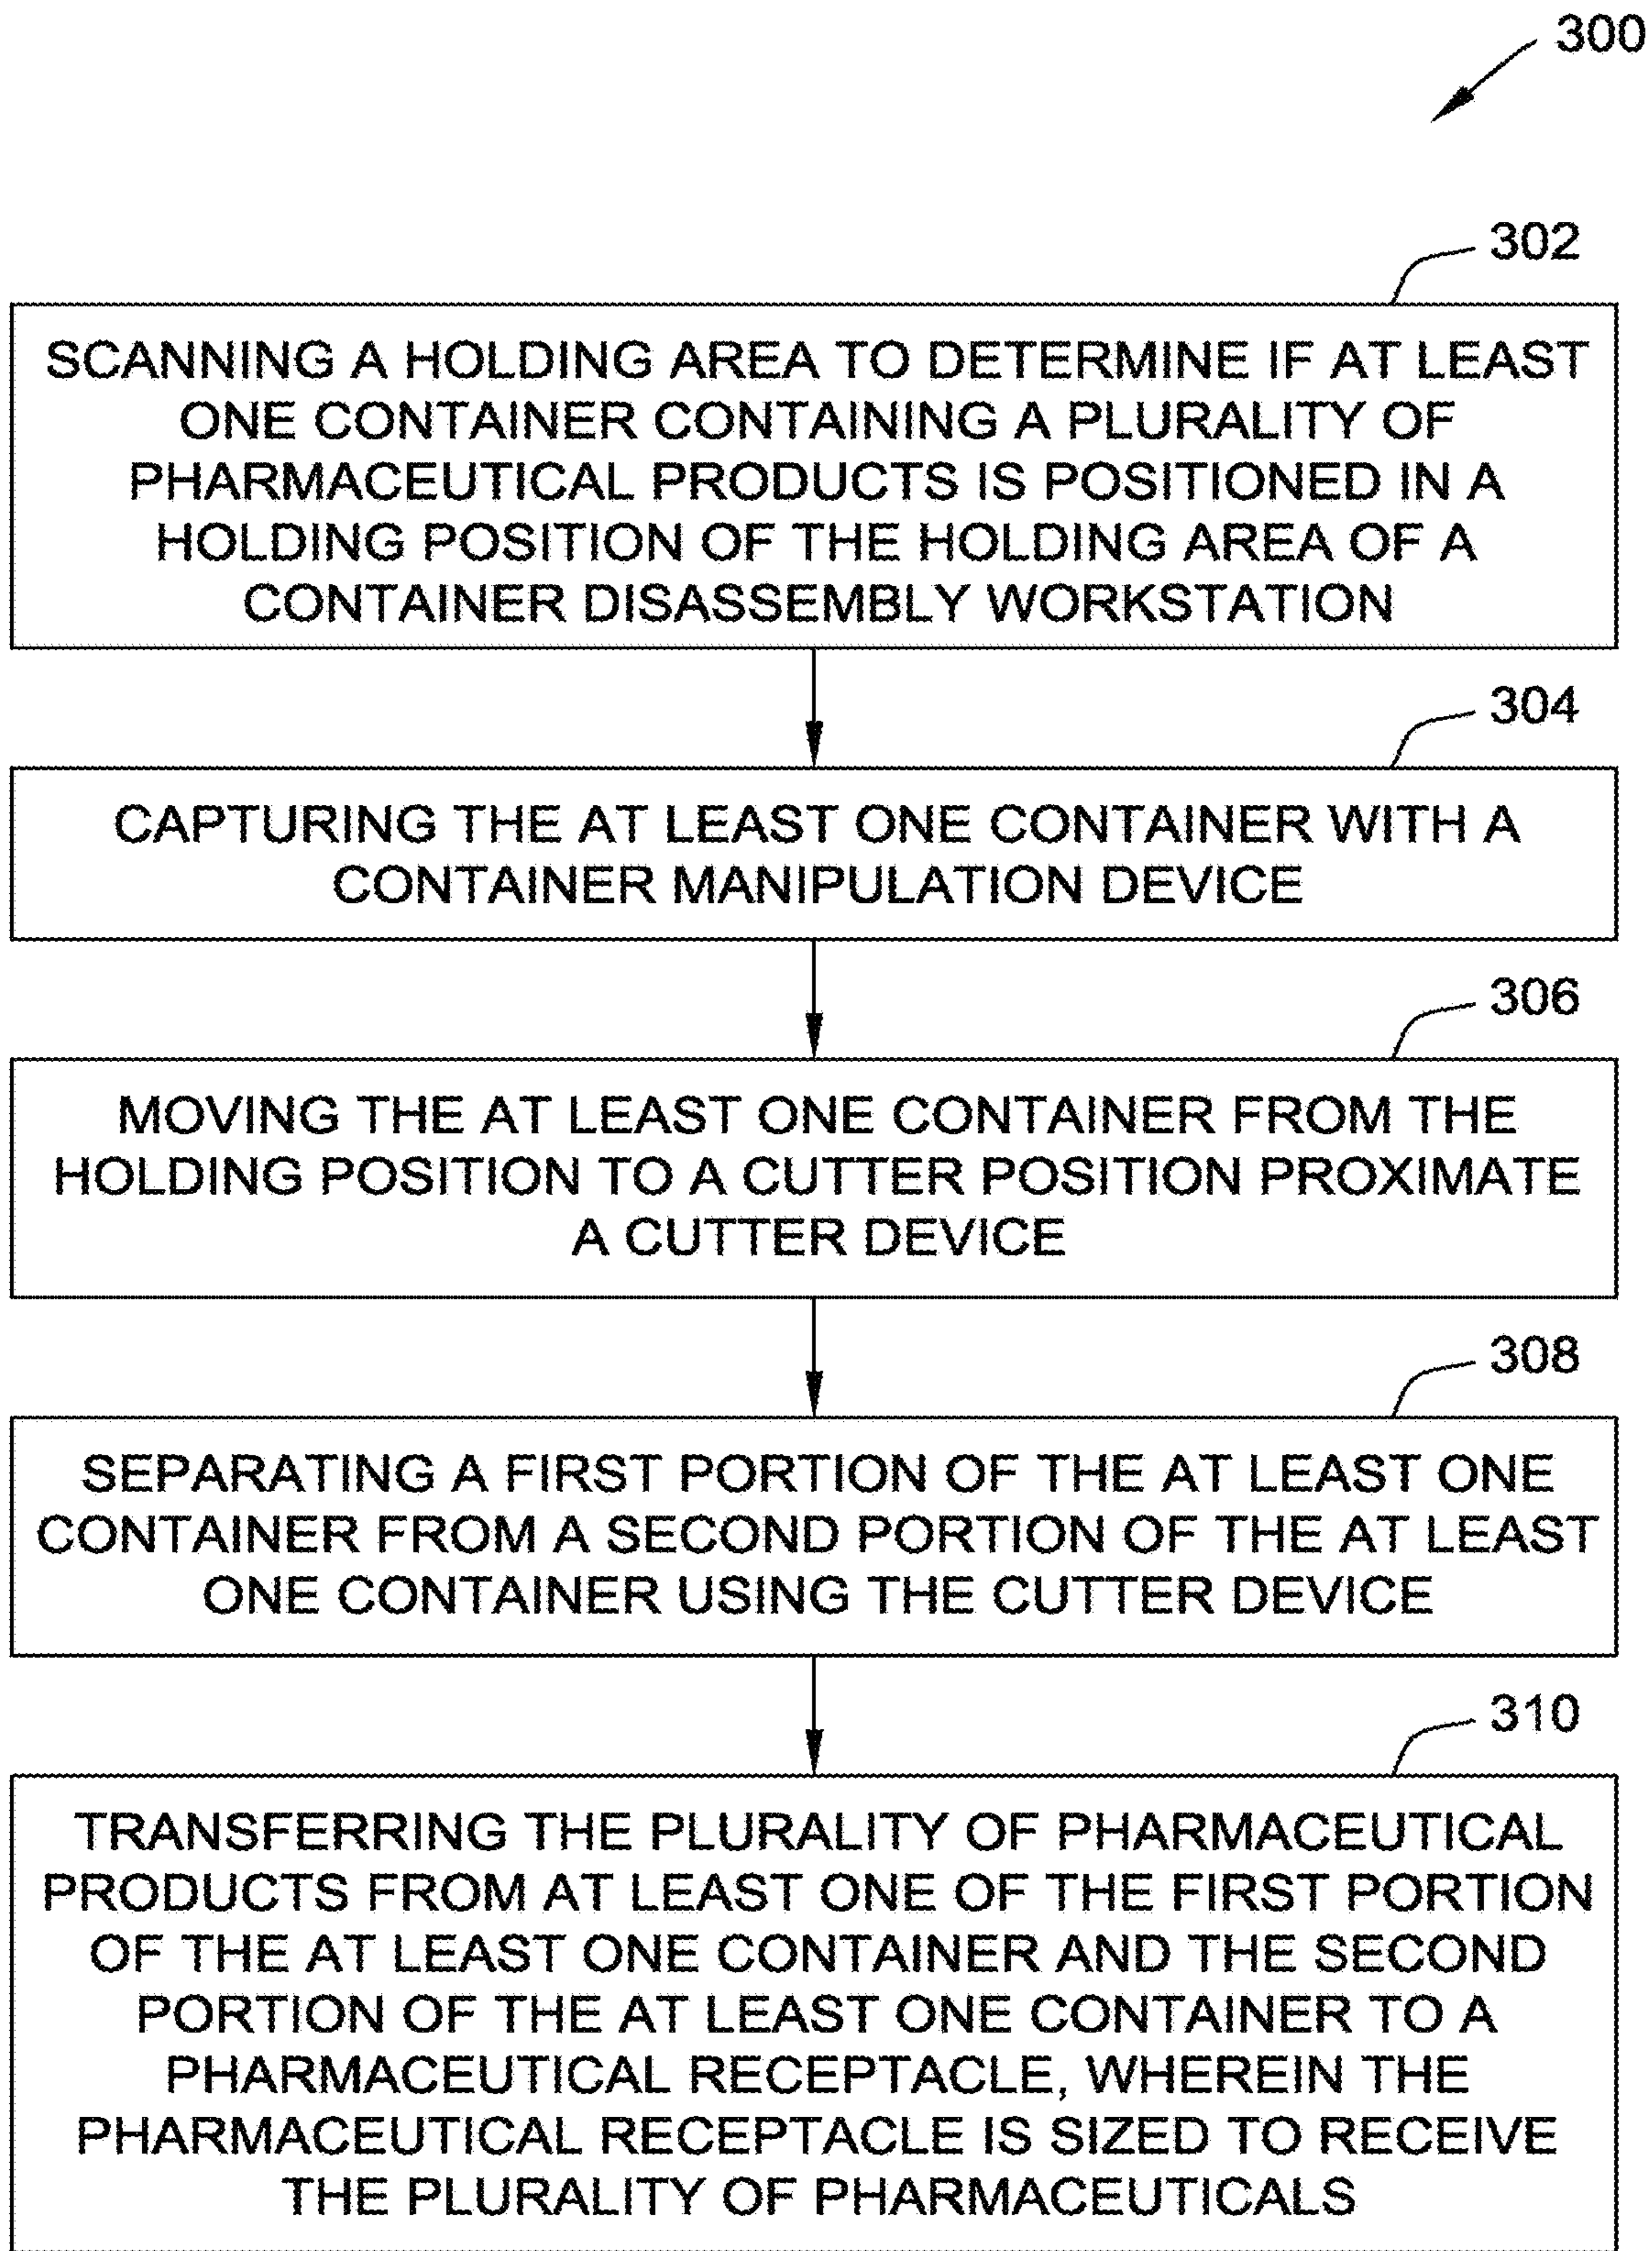 300
302
SCANNING A HOLDING AREA TO DETERMINE IF AT LEAST
ONE CONTAINER CONTAINING A PLURALITY OF
PHARMACEUTICAL PRODUCTS IS POSITIONED IN A
HOLDING POSITION OF THE HOLDING AREA OF A
CONTAINER DISASSEMBLY WORKSTATION
304
CAPTURING THE AT LEAST ONE CONTAINER WITH A
CONTAINER MANIPULATION DEVICE
306
MOVING THE AT LEAST ONE CONTAINER FROM THE
HOLDING POSITION TO A CUTTER POSITION PROXIMATE
A CUTTER DEVICE
308
SEPARATING A FIRST PORTION OF THE AT LEAST ONE
CONTAINER FROM A SECOND PORTION OF THE AT LEAST
ONE CONTAINER USING THE CUTTER DEVICE
310
TRANSFERRING THE PLURALITY OF PHARMACEUTICAL
PRODUCTS FROM AT LEAST ONE OF THE FIRST PORTION
OF THE AT LEAST ONE CONTAINER AND THE SECOND
PORTION OF THE AT LEAST ONE CONTAINER TO A
PHARMACEUTICAL RECEPTACLE, WHEREIN THE
PHARMACEUTICAL RECEPTACLE IS SIZED TO RECEIVE
THE PLURALITY OF PHARMACEUTICALS